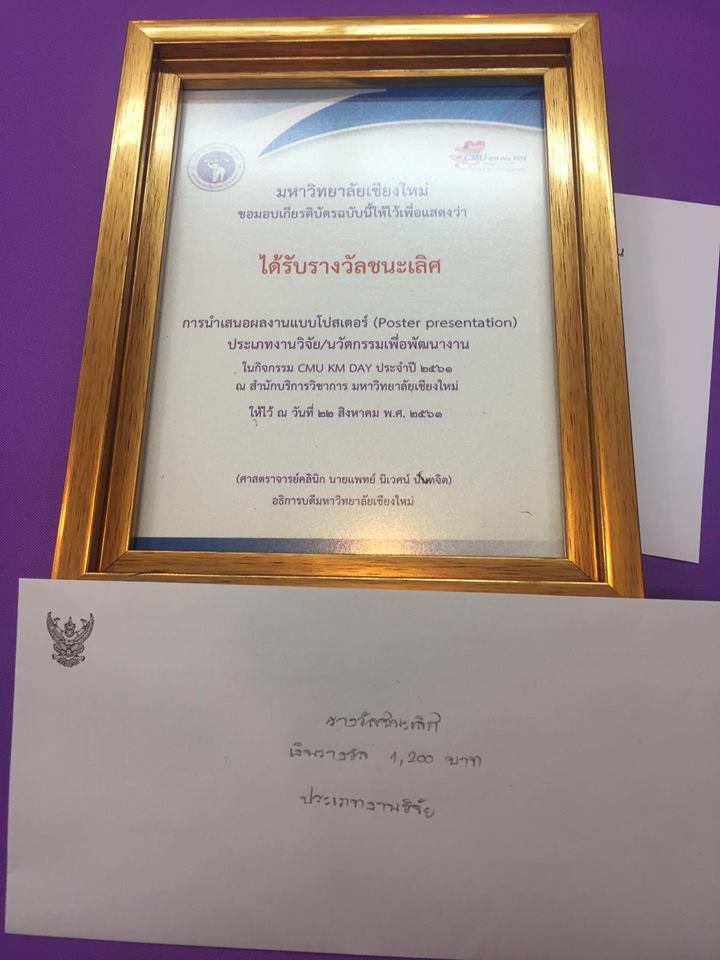 CMU KM DAY 2018
มหาวิทยาลัยเชียงใหม่
ขอมอบเกียรติบัตรฉบับนี้ให้ไว้เพื่อแสดงว่า
ได้รับรางวัลชนะเลิศ
การนำเสนอผลงานแบบโปสเตอร์ (Poster presentation)
ประเภทงานวิจัย/นวัตกรรมเพื่อพัฒนางาน
ในกิจกรรม CMU KM DAY ประจำปี ๒๕๖๑
ณ สำนักบริการวิชาการ มหาวิทยาลัยเชียงใหม่
ให้ไว้ ณ วันที่ ๒๒ สิงหาคม พ.ศ. ๒๕๖๑
(ศาสตราจารย์คลินิก นายแพทย์ นิเวศน์ นันทจิต)
อธิการบดีมหาวิทยาลัยเชียงใหม่
รางวัลชนะเลิศ
เงินรางวัล 1,200 บาท
ประเภทงานวิจัย